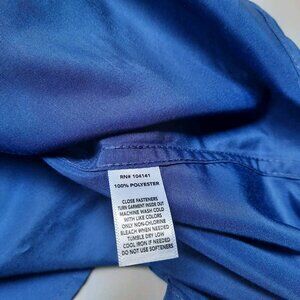 RN# 104141
100% POLYESTER
CLOSE FASTENERS
TURN GARMENT INSIDE OUT
MACHINE WASH COLD
WITH LIKE COLORS
ONLY NON-CHLORINE
BLEACH WHEN NEEDED
TUMBLE DRY LOW
COOL IRON IF NEEDED
DO NOT USE SOFTENERS